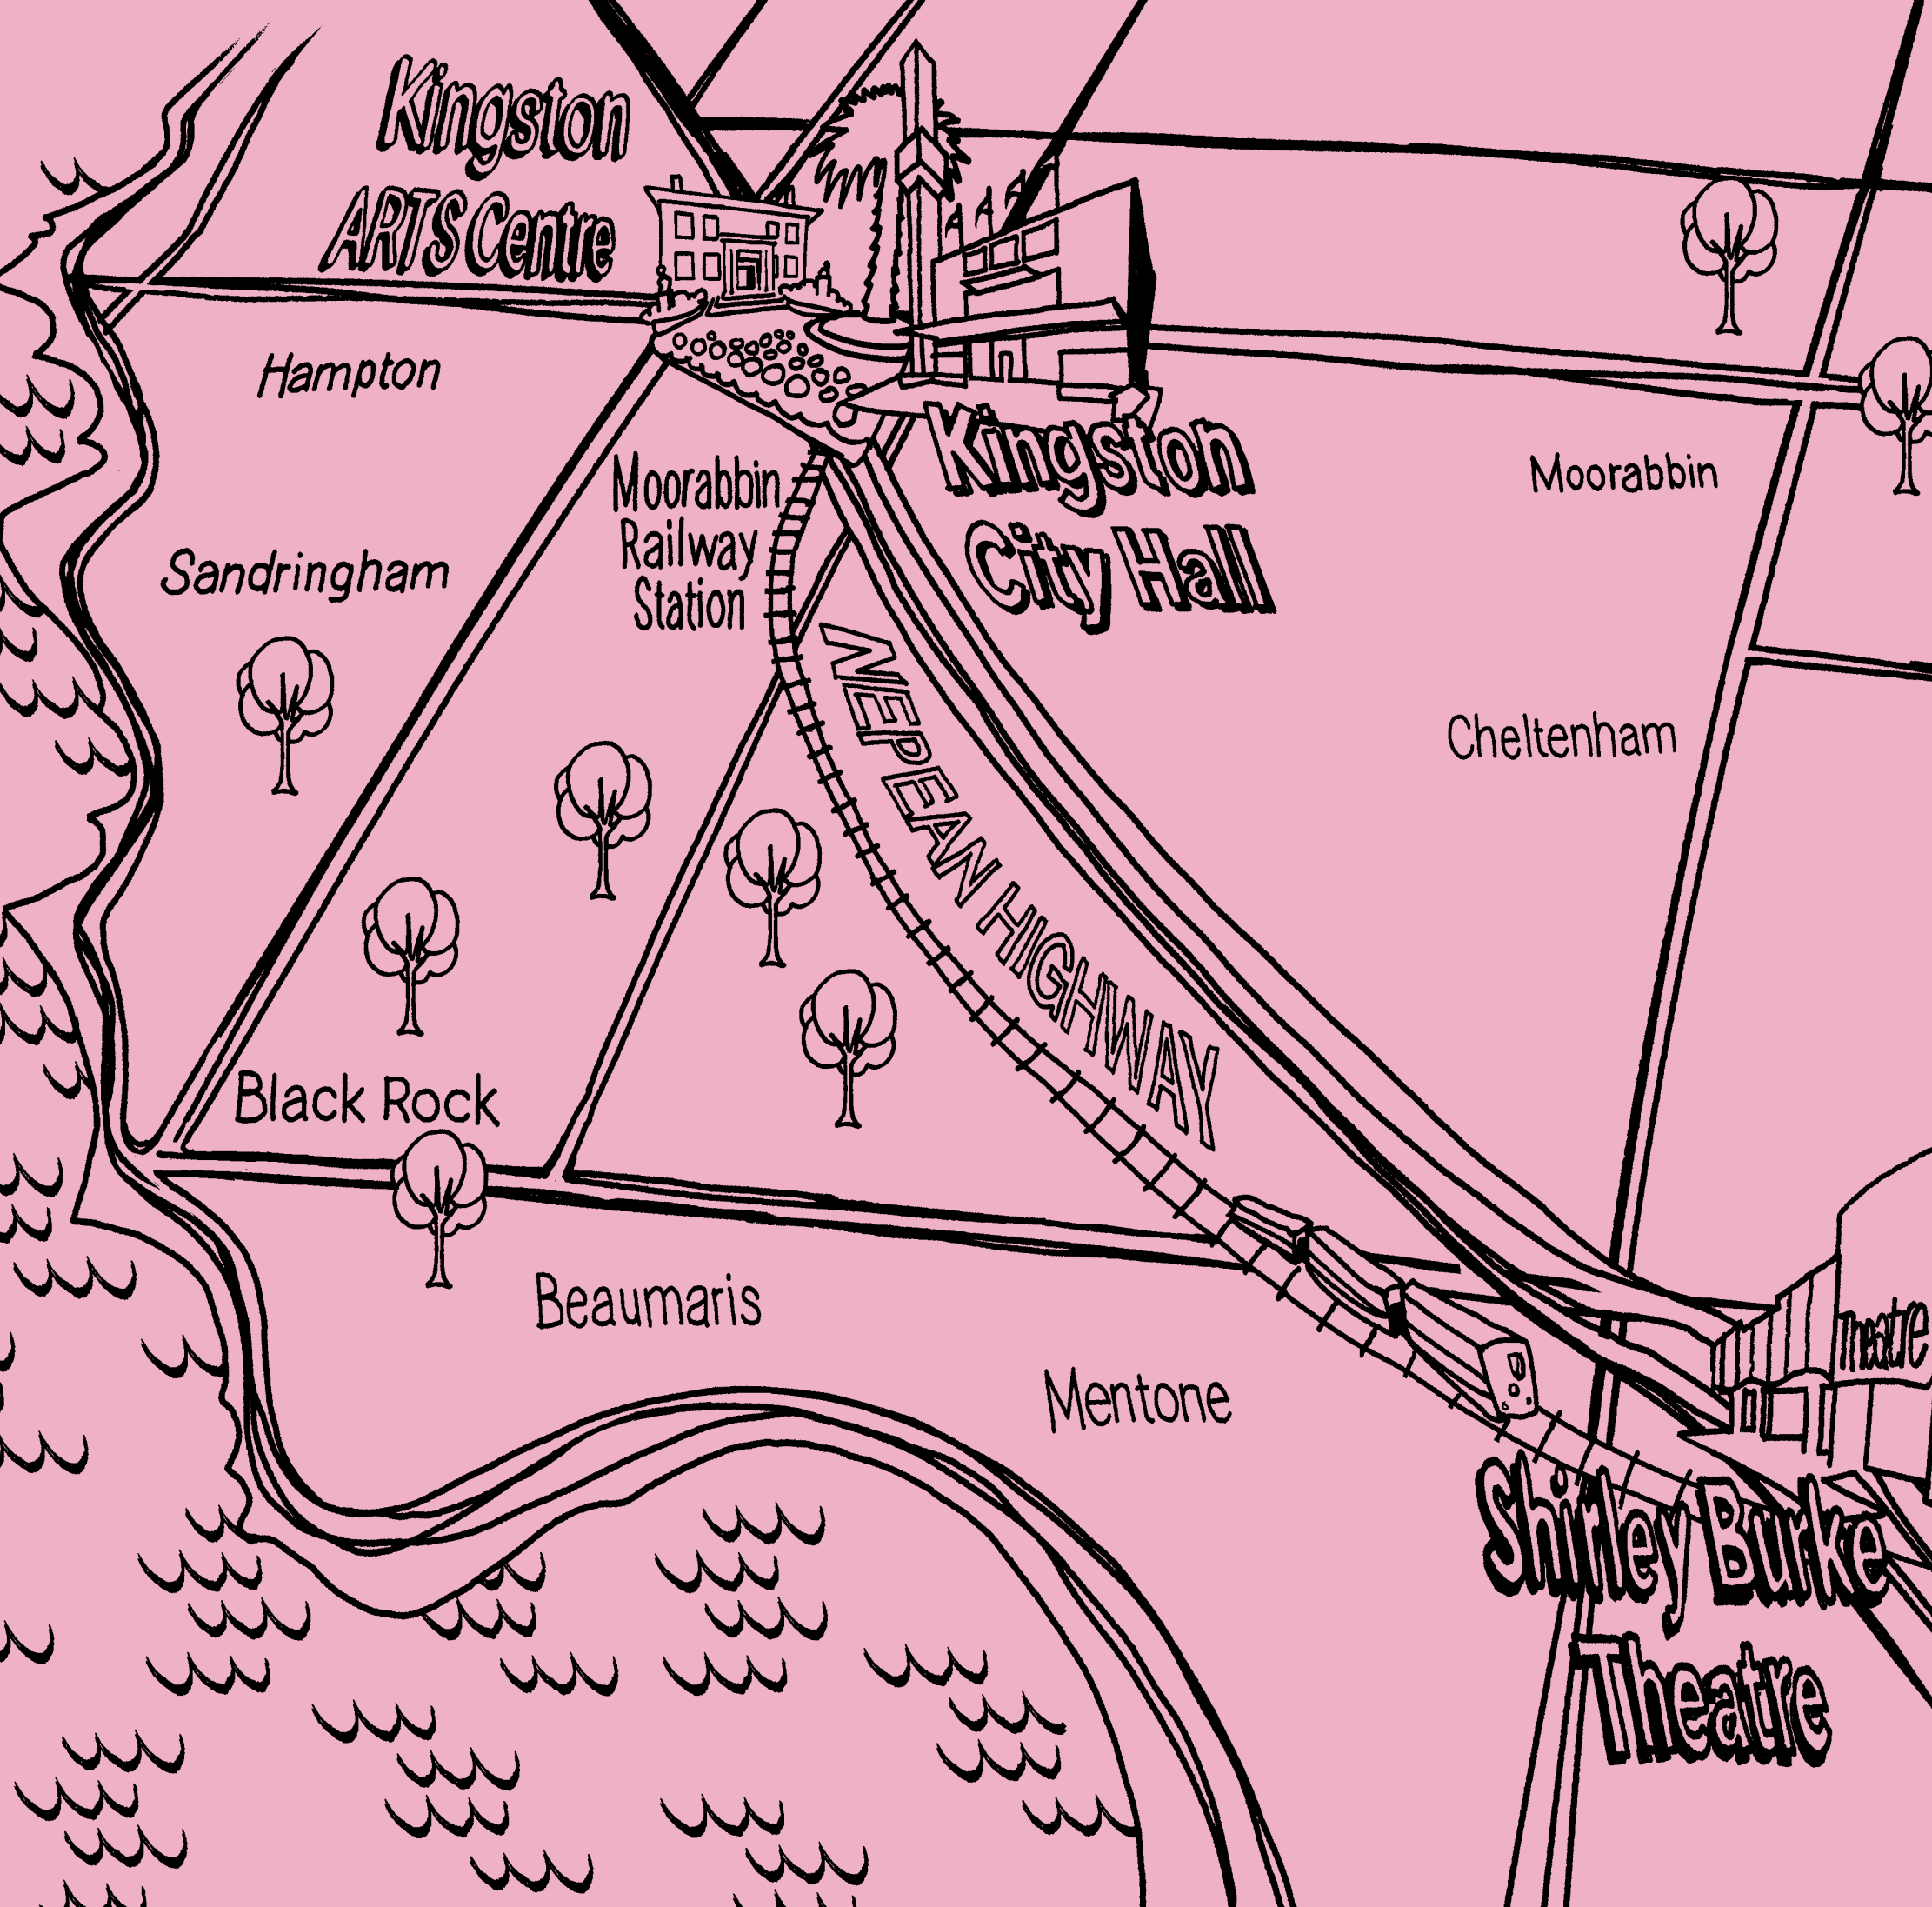 Kingston
ARTS Centre
Hampton
Moorabbin
Railway
Station
Kingston
City Hall
Moorabbin
Sandringham
NEPEAN HIGHWAY
Cheltenham
Black Rock
Beaumaris
Mentone
Theatre
Shirley Burke
Theatre